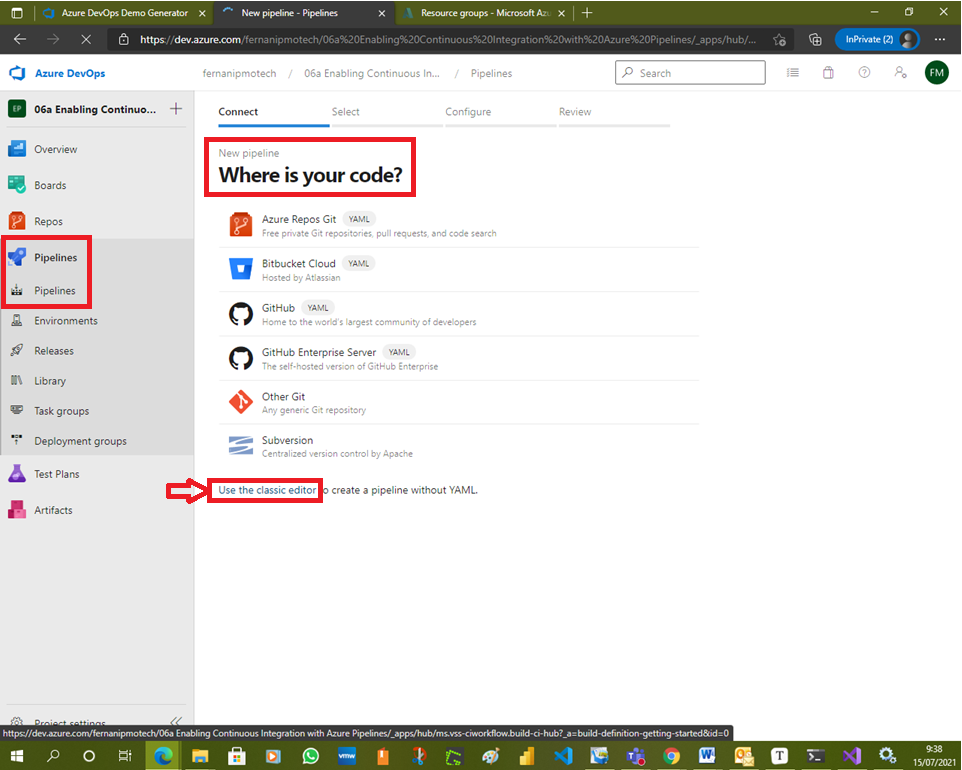 Azure DevOps Demo Generator
New pipeline - Pipelines
Resource groups - Microsoft Azu
https://dev.azure.com/fernanipmotech/06a%20Enabling%20Continuous%20Integration%20with%20Azure%20Pipelines/_apps/hub/...
InPrivate (2)
Azure DevOps
fernanipmotech / 06a Enabling Continuous In... / Pipelines
Search
FM
EP
06a Enabling Continuo...
Overview
Boards
Repos
Pipelines
Pipelines
Environments
Releases
Library
Task groups
Deployment groups
Test Plans
Artifacts
Project settings
Connect
Select
Configure
Review
New pipeline
Where is your code?
Azure Repos Git YAML
Free private Git repositories, pull requests, and code search
Bitbucket Cloud YAML
Hosted by Atlassian
GitHub YAML
Home to the world's largest community of developers
GitHub Enterprise Server YAML
The self-hosted version of GitHub Enterprise
Other Git
Any generic Git repository
Subversion
Centralized version control by Apache
Use the classic editor to create a pipeline without YAML.
https://dev.azure.com/fernanipmotech/06a Enabling Continuous Integration with Azure Pipelines/_apps/hub/ms.vss-ciworkflow.build-ci-hub?_a=build-definition-getting-started&id=0
vmw
9:38
15/07/2021